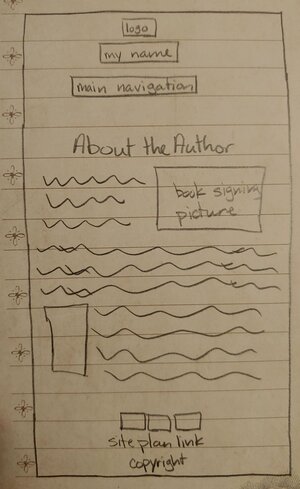 logo
my name
main navigation
About the Author
book signing
picture
site plan link
copyright